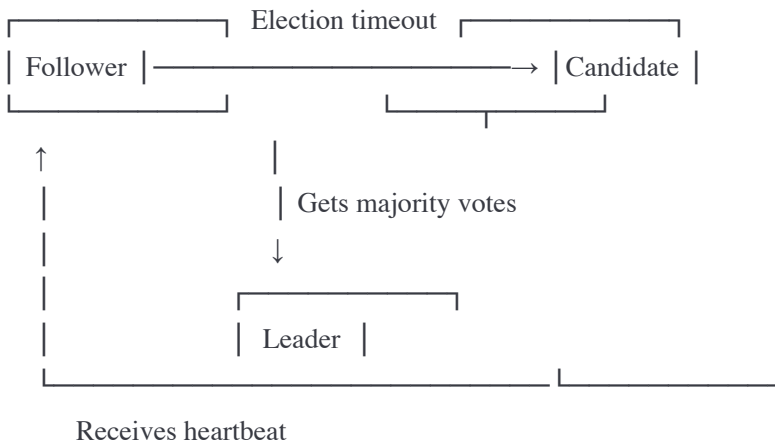 Election timeout
Follower Candidate
Gets majority votes
Leader
Receives heartbeat